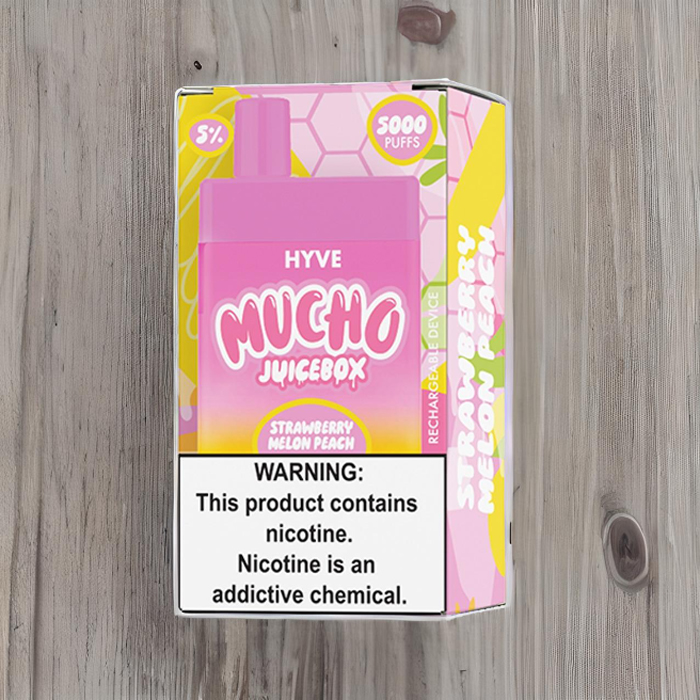 5%
5000
PUFFS
HYVE
MUCHO
JUICEBOX
STRAWBERRY
MELON PEACH
RECHARGEABLE DEVICE
STRAWBERRY
MELON PEACH
WARNING:
This product contains
nicotine.
Nicotine is an
addictive chemical.